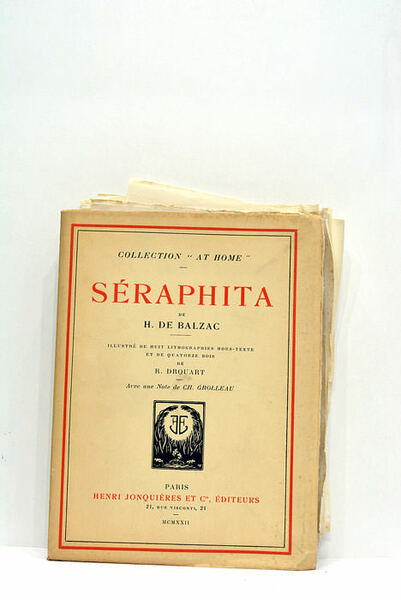 COLLECTION "AT HOME"
SÉRAPHITA
DE
H. DE BALZAC
ILLUSTRÉ DE HUIT LITHOGRAPHIES HORS-TEXTE
ET DE QUATORZE BOIS
DE
R. DROUART
Avec une Note de CH. GROLLEAU
PARIS
HENRI JONQUIÈRES ET Cie, ÉDITEURS
21, RUE VISCONTI, 21
MCMXXII